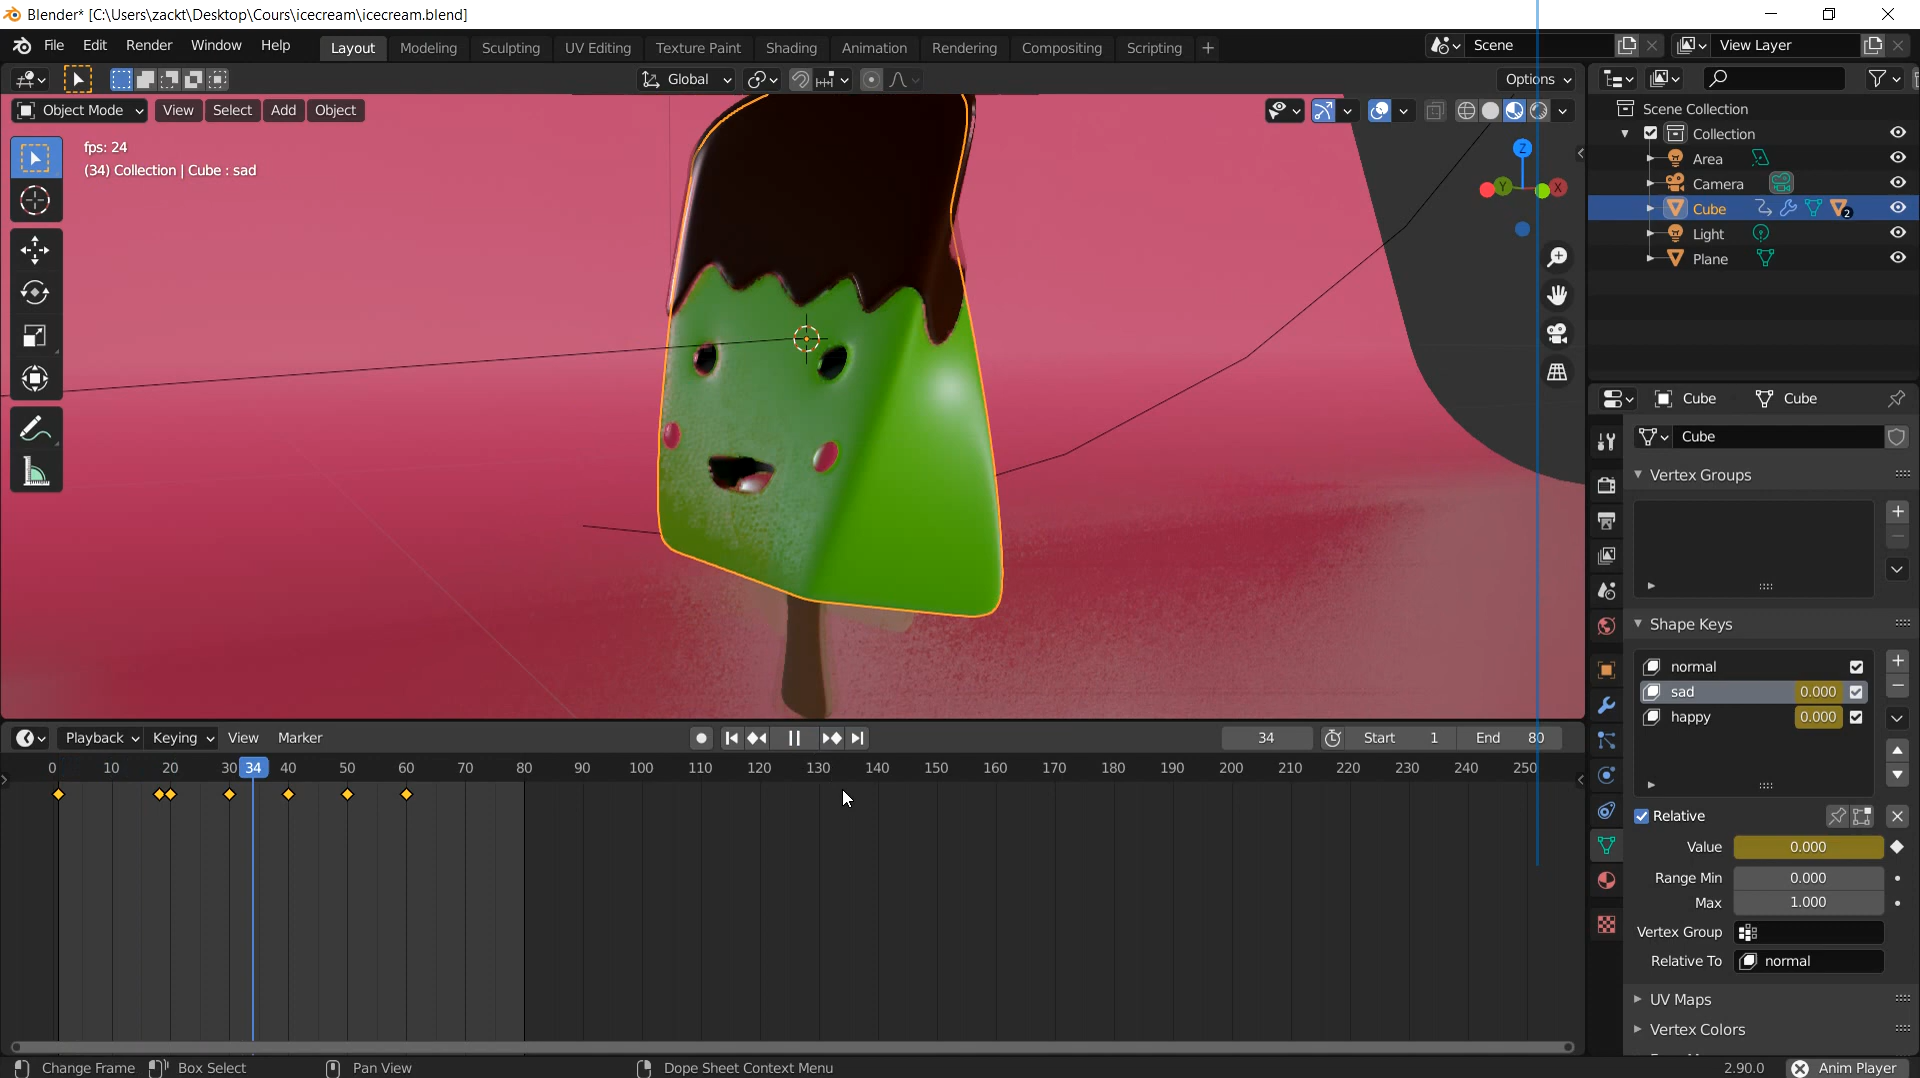 Blender* [C:\Users\zackt\Desktop\Cours\icecream\icecream.blend]
File Edit Render Window Help Layout Modeling Sculpting UV Editing Texture Paint Shading Animation Rendering Compositing Scripting + Scene View Layer
Global Options
Object Mode View Select Add Object
fps: 24
(34) Collection | Cube : sad
Z
Y X
Scene Collection
Collection
Area
Camera
Cube 2
Light
Plane
Cube Cube
Cube
Vertex Groups
Shape Keys
normal
sad 0.000
happy 0.000
Relative
Value 0.000
Range Min 0.000
Max 1.000
Vertex Group
Relative To normal
UV Maps
Vertex Colors
Playback Keying View Marker 34 Start 1 End 80
0 10 20 30 34 40 50 60 70 80 90 100 110 120 130 140 150 160 170 180 190 200 210 220 230 240 250
Change Frame Box Select Pan View Dope Sheet Context Menu 2.90.0 Anim Player